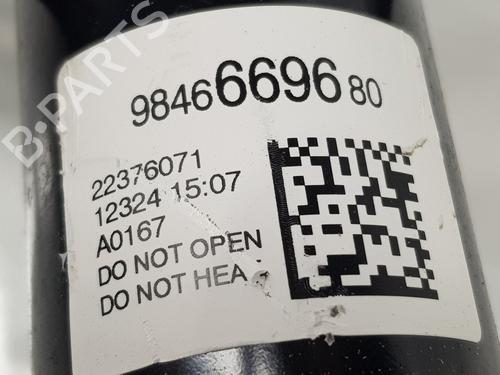 B-PARTS
9846669680
22376071
12324 15:07
A0167
DO NOT OPEN
DO NOT HEA